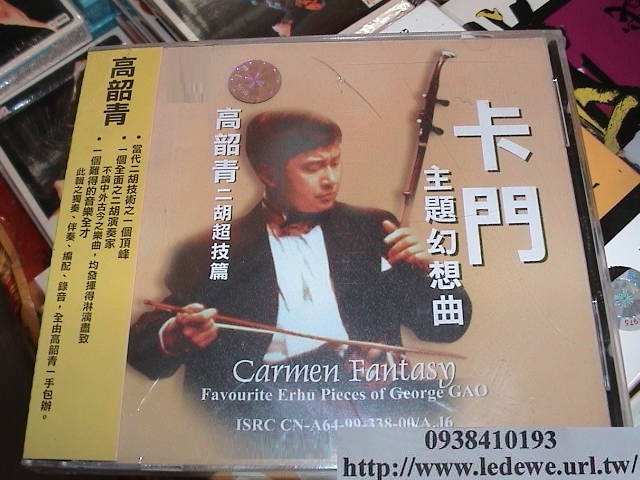 高韶青
• 當代二胡技術之一個頂峰
• 一個全面之二胡演奏家
不論中外古今之樂曲，均發揮得淋漓盡致
• 一個難得的音樂全才
此輯之獨奏、伴奏、編配、錄音，全由高韶青一手包辦。
高韶青二胡超技篇
卡門
主題幻想曲
Carmen Fantasy
Favourite Erhu Pieces of George GAO
ISRC CN-A64-99-338-00/A.J6
0938410193
http://www.ledewe.url.tw/